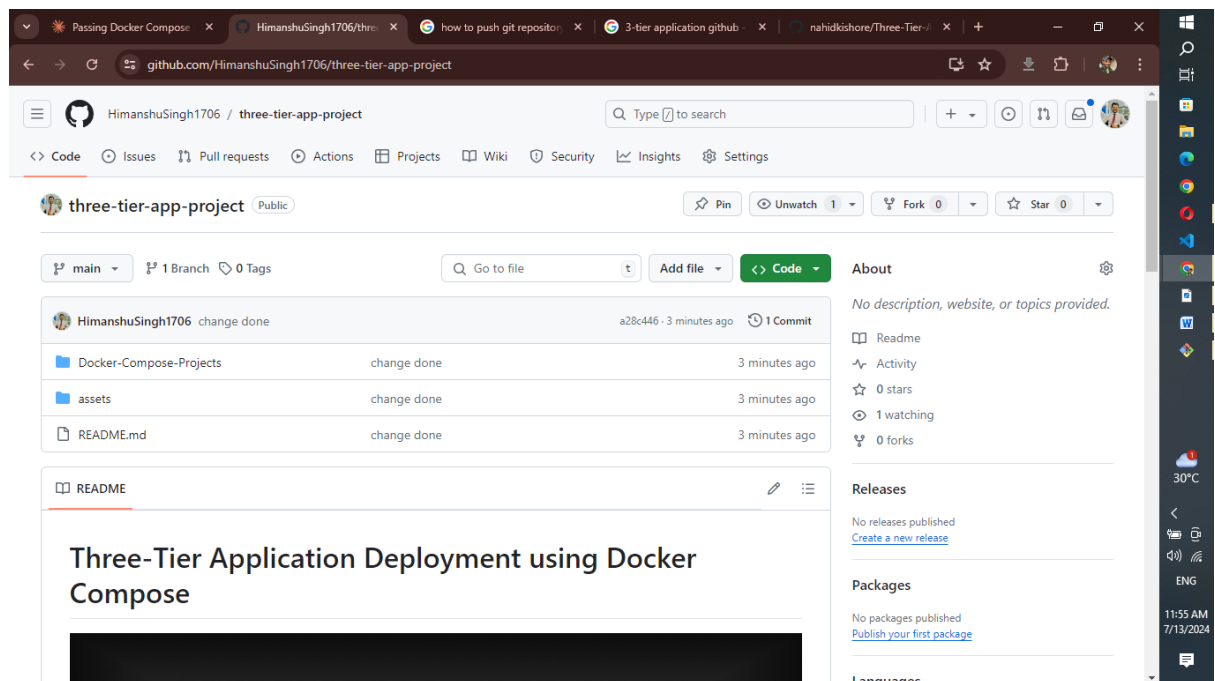 Passing Docker Compose
HimanshuSingh1706/thre
how to push git repository
3-tier application github -
nahidkishore/Three-Tier-A
github.com/HimanshuSingh1706/three-tier-app-project
HimanshuSingh1706 / three-tier-app-project
Type / to search
Code Issues Pull requests Actions Projects Wiki Security Insights Settings
three-tier-app-project Public
Pin Unwatch 1 Fork 0 Star 0
main 1 Branch 0 Tags Go to file t Add file Code
About
No description, website, or topics provided.
HimanshuSingh1706 change done a28c446 · 3 minutes ago 1 Commit
Docker-Compose-Projects change done 3 minutes ago
assets change done 3 minutes ago
README.md change done 3 minutes ago
Readme
Activity
0 stars
1 watching
0 forks
README
Three-Tier Application Deployment using Docker
Compose
Releases
No releases published
Create a new release
Packages
No packages published
Publish your first package
Languages
1
30°C
ENG
11:55 AM
7/13/2024